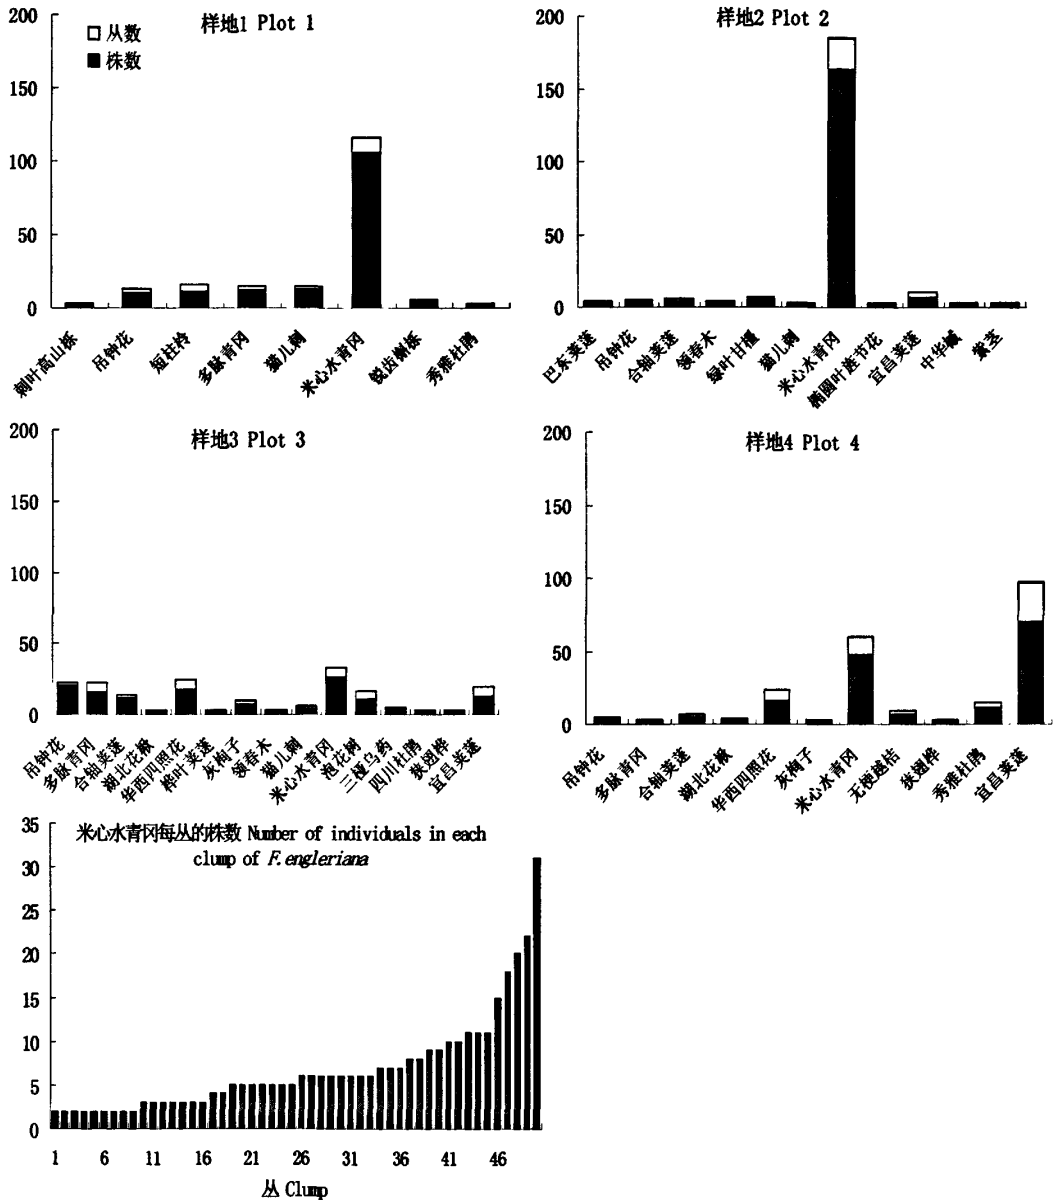 样地1 Plot 1
从数
株数
200
150
100
50
0
刺叶高山栎
吊钟花
短柱柃
多脉青冈
猫儿刺
米心水青冈
锐齿槲栎
秀雅杜鹃
样地2 Plot 2
200
150
100
50
0
巴东荚蒾
吊钟花
合轴荚蒾
领春木
绿叶甘橿
猫儿刺
米心水青冈
椭圆叶旌节花
宜昌荚蒾
中华槭
紫茎
样地3 Plot 3
200
150
100
50
0
吊钟花
多脉青冈
合轴荚蒾
湖北花楸
华西四照花
桦叶荚蒾
灰栒子
领春木
猫儿刺
米心水青冈
泡花树
三桠乌药
四川杜鹃
狭翅桦
宜昌荚蒾
样地4 Plot 4
200
150
100
50
0
吊钟花
多脉青冈
合轴荚蒾
湖北花楸
华西四照花
灰栒子
米心水青冈
无梗越桔
狭翅桦
秀雅杜鹃
宜昌荚蒾
米心水青冈每丛的株数 Number of individuals in each
clump of F. engleriana
35
30
25
20
15
10
5
0
1 6 11 16 21 26 31 36 41 46
丛 Clump